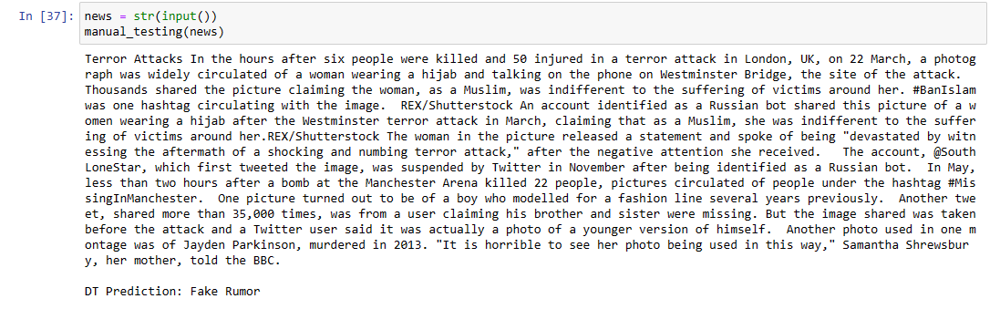 In [37]: news = str(input())
manual_testing(news)
Terror Attacks In the hours after six people were killed and 50 injured in a terror attack in London, UK, on 22 March, a photog
raph was widely circulated of a woman wearing a hijab and talking on the phone on Westminster Bridge, the site of the attack.
Thousands shared the picture claiming the woman, as a Muslim, was indifferent to the suffering of victims around her. #BanIslam
was one hashtag circulating with the image.  REX/Shutterstock An account identified as a Russian bot shared this picture of a w
omen wearing a hijab after the Westminster terror attack in March, claiming that as a Muslim, she was indifferent to the suffer
ing of victims around her.REX/Shutterstock The woman in the picture released a statement and spoke of being "devastated by witn
essing the aftermath of a shocking and numbing terror attack," after the negative attention she received.   The account, @South
LoneStar, which first tweeted the image, was suspended by Twitter in November after being identified as a Russian bot.  In May,
less than two hours after a bomb at the Manchester Arena killed 22 people, pictures circulated of people under the hashtag #Mis
singInManchester.  One picture turned out to be of a boy who modelled for a fashion line several years previously.  Another twe
et, shared more than 35,000 times, was from a user claiming his brother and sister were missing. But the image shared was taken
before the attack and a Twitter user said it was actually a photo of a younger version of himself.  Another photo used in one m
ontage was of Jayden Parkinson, murdered in 2013. "It is horrible to see her photo being used in this way," Samantha Shrewsbur
y, her mother, told the BBC.
DT Prediction: Fake Rumor